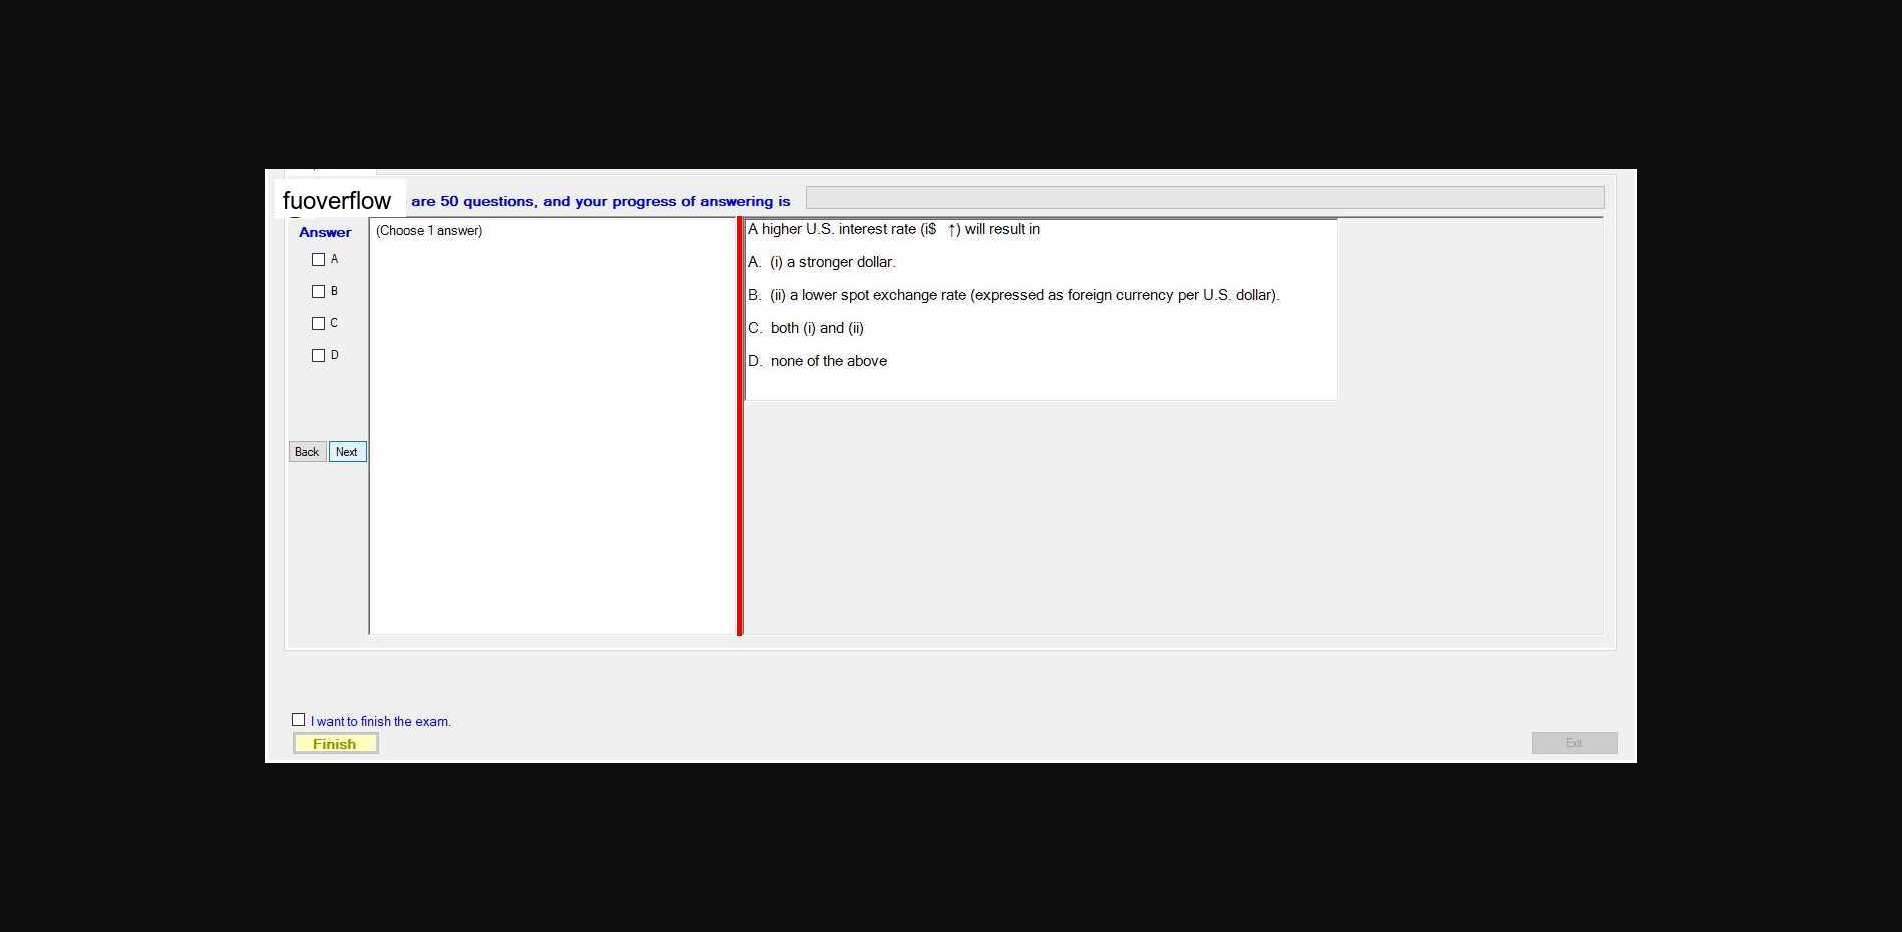 fuoverflow are 50 questions, and your progress of answering is
Answer
(Choose 1 answer)
A
B
C
D
Back Next
A higher U.S. interest rate (i$ ↑) will result in
A. (i) a stronger dollar.
B. (ii) a lower spot exchange rate (expressed as foreign currency per U.S. dollar).
C. both (i) and (ii)
D. none of the above
I want to finish the exam.
Finish
Exit